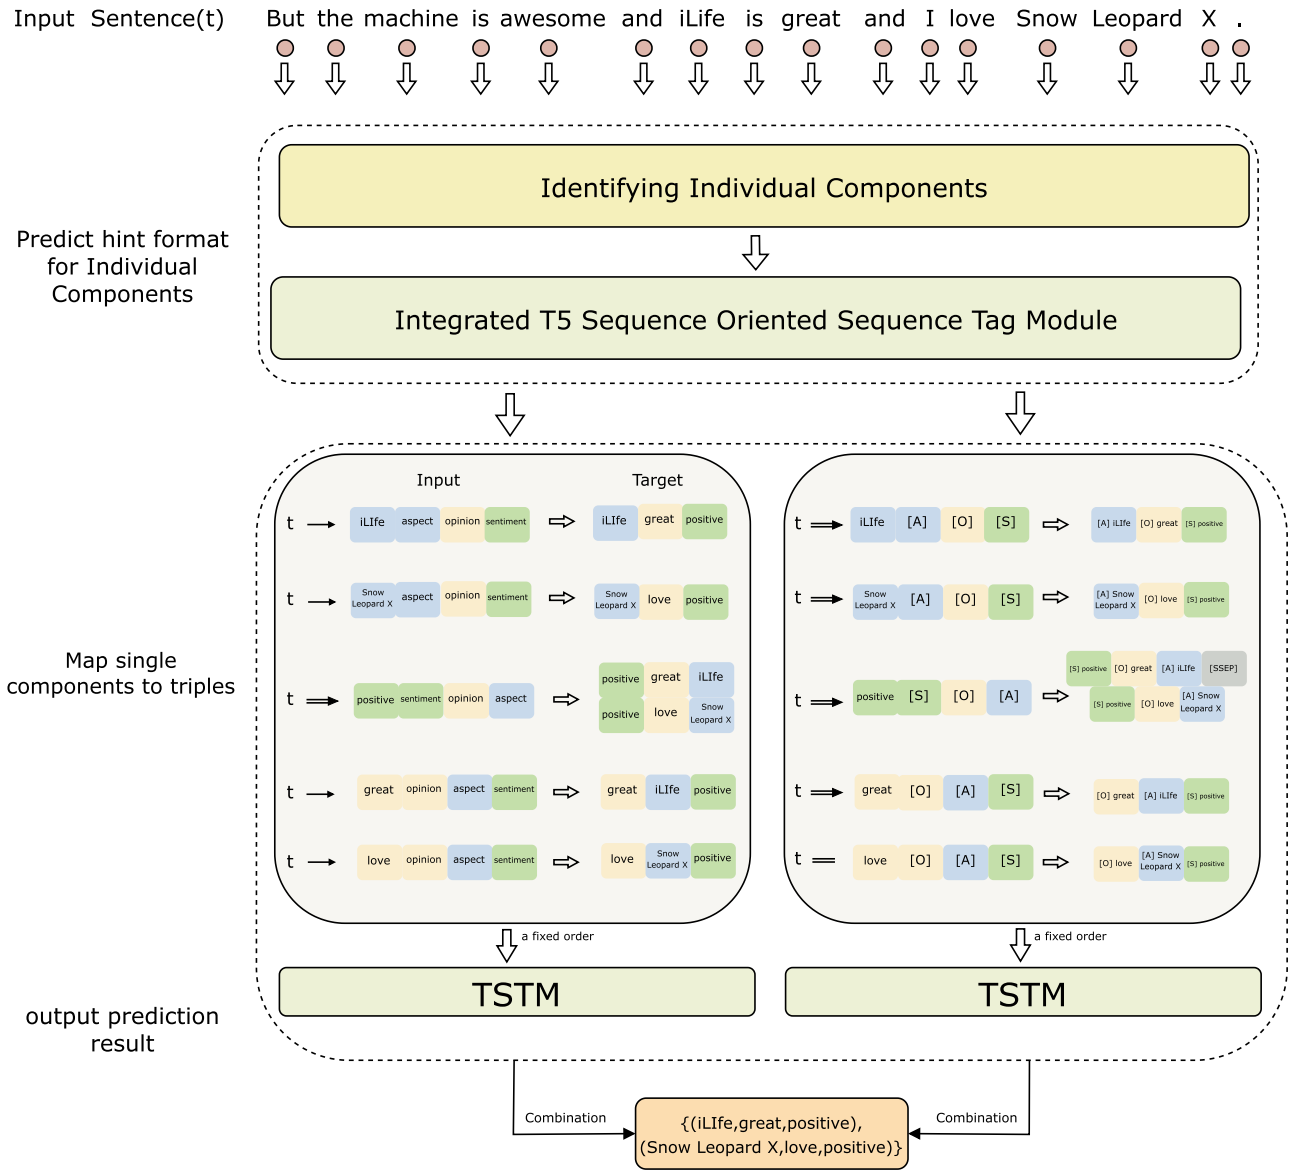 Input Sentence(t) But the machine is awesome and iLife is great and I love Snow Leopard X .
Identifying Individual Components
Predict hint format
for Individual
Components
Integrated T5 Sequence Oriented Sequence Tag Module
Map single
components to triples
Input Target
t iLIfe aspect opinion sentiment iLIfe great positive
t Snow
Leopard X aspect opinion sentiment Snow
Leopard X love positive
t positive sentiment opinion aspect positive great iLIfe
positive love Snow
Leopard X
t great opinion aspect sentiment great iLIfe positive
t love opinion aspect sentiment love Snow
Leopard X positive
a fixed order
TSTM
t iLIfe [A] [O] [S] [A] iLIfe [O] great [S] positive
t Snow
Leopard X [A] [O] [S] [A] Snow
Leopard X [O] love [S] positive
t positive [S] [O] [A] [S] positive [O] great [A] iLIfe [SSEP]
[S] positive [O] love [A] Snow
Leopard X
t great [O] [A] [S] [O] great [A] iLIfe [S] positive
t love [O] [A] [S] [O] love [A] Snow
Leopard X [S] positive
a fixed order
TSTM
output prediction
result
Combination
Combination
{(iLIfe,great,positive),
(Snow Leopard X,love,positive)}